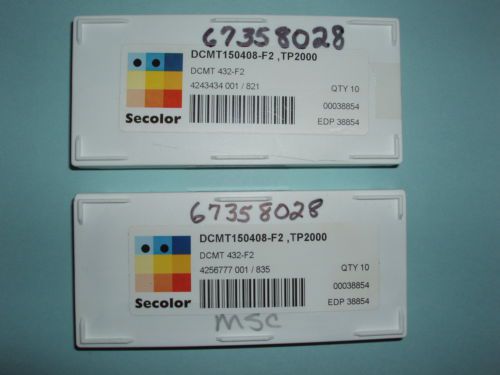 67358028
DCMT150408-F2 ,TP2000
DCMT 432-F2
4243434 001 / 821
QTY 10
00038854
EDP 38854
Secolor
67358028
DCMT150408-F2 ,TP2000
DCMT 432-F2
4256777 001 / 835
QTY 10
00038854
EDP 38854
Secolor
MSC